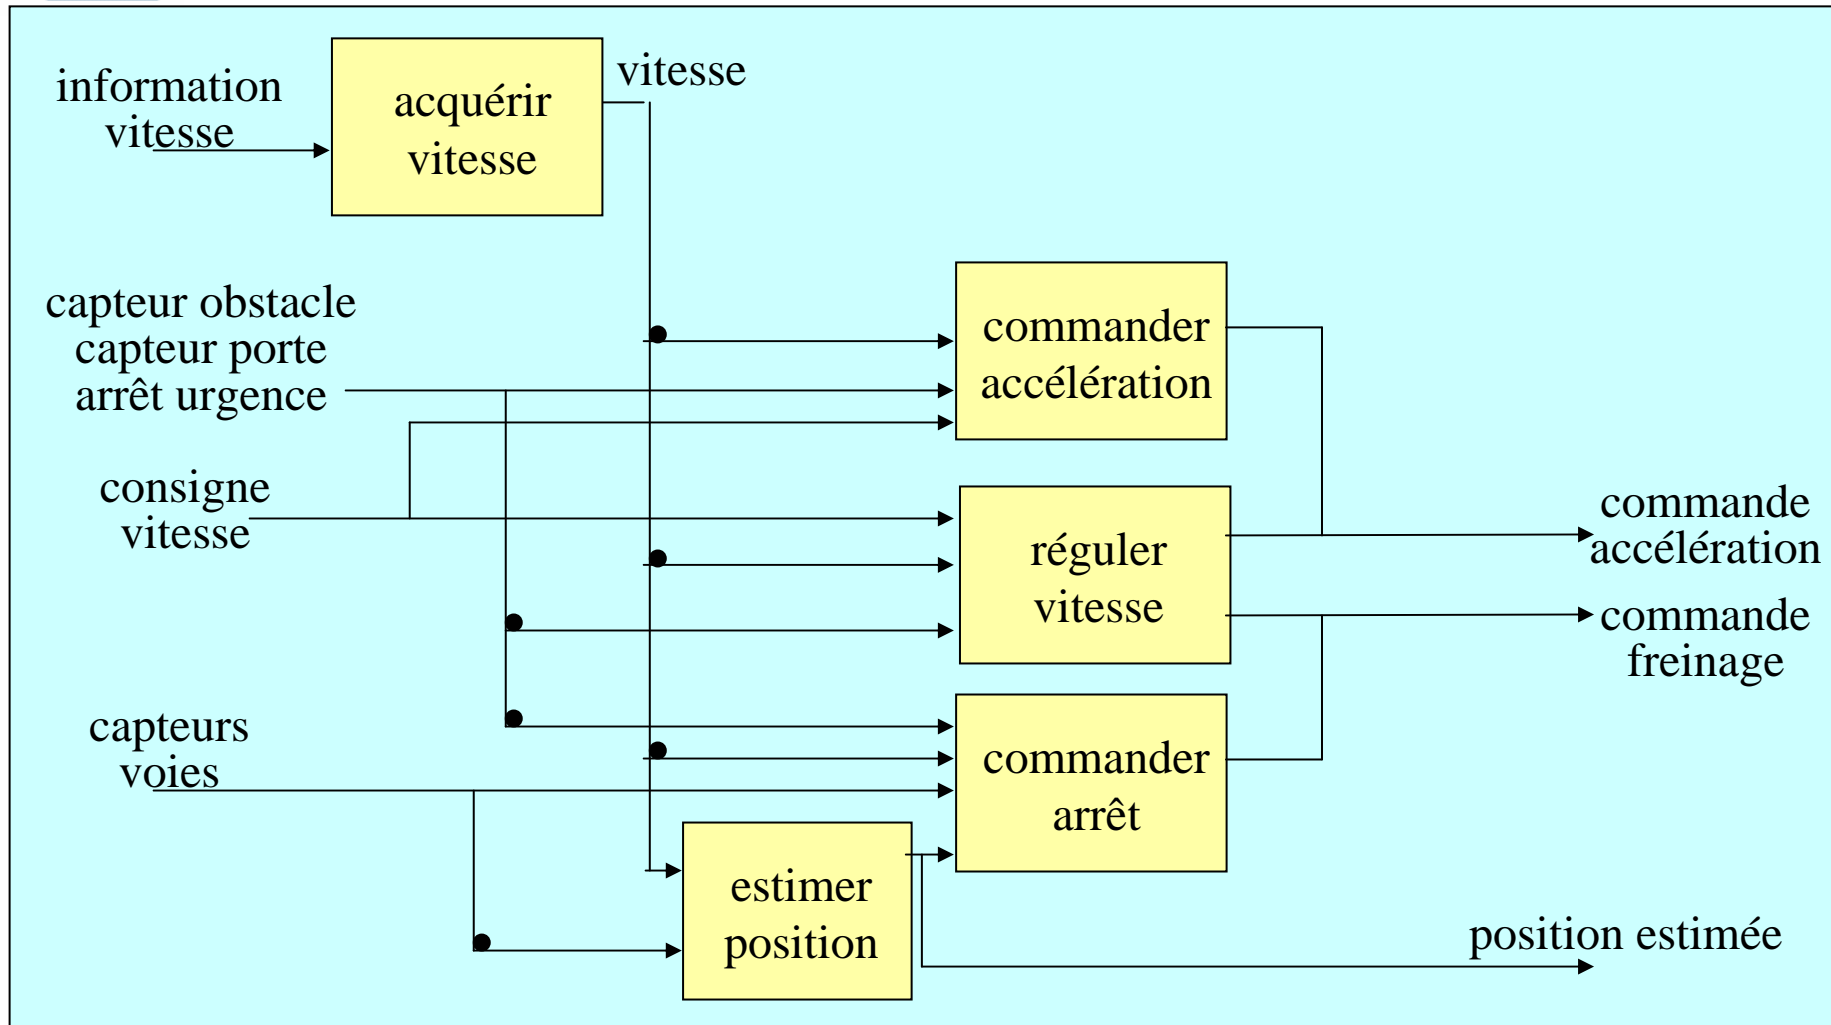 information
vitesse
acquérir
vitesse
vitesse
capteur obstacle
capteur porte
arrêt urgence
commander
accélération
consigne
vitesse
réguler
vitesse
commande
accélération
commande
freinage
capteurs
voies
commander
arrêt
estimer
position
position estimée